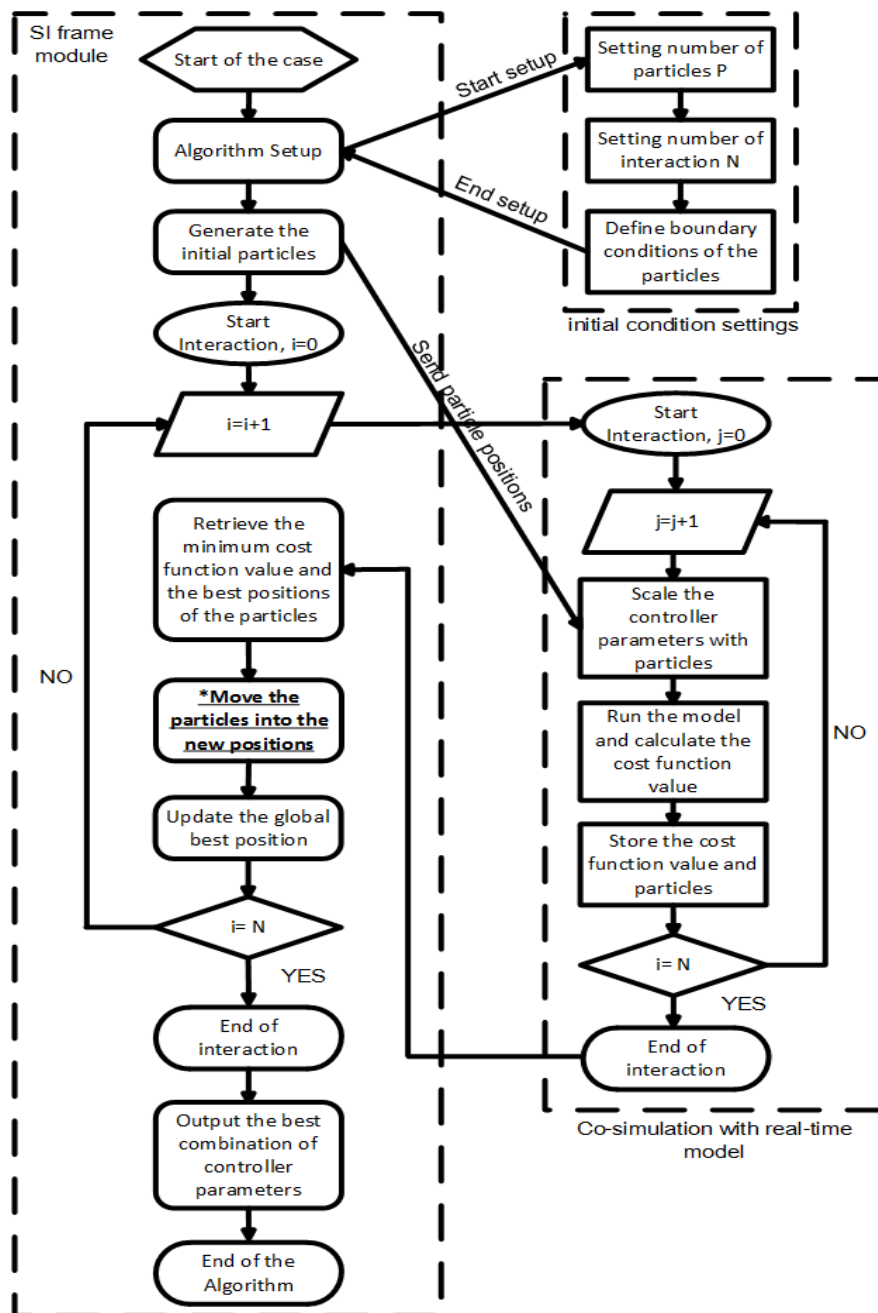 SI frame
module
Start of the case
Algorithm Setup
Generate the
initial particles
Start
Interaction, i=0
i=i+1
Retrieve the
minimum cost
function value and
the best positions
of the particles
*Move the
particles into the
new positions
Update the global
best position
i= N
NO
YES
End of
interaction
Output the best
combination of
controller
parameters
End of the
Algorithm
Start setup
End setup
Send particle positions
Setting number of
particles P
Setting number of
interaction N
Define boundary
conditions of the
particles
initial condition settings
Start
Interaction, j=0
j=j+1
Scale the
controller
parameters with
particles
Run the model
and calculate the
cost function
value
Store the cost
function value and
particles
i= N
NO
YES
End of
interaction
Co-simulation with real-time
model